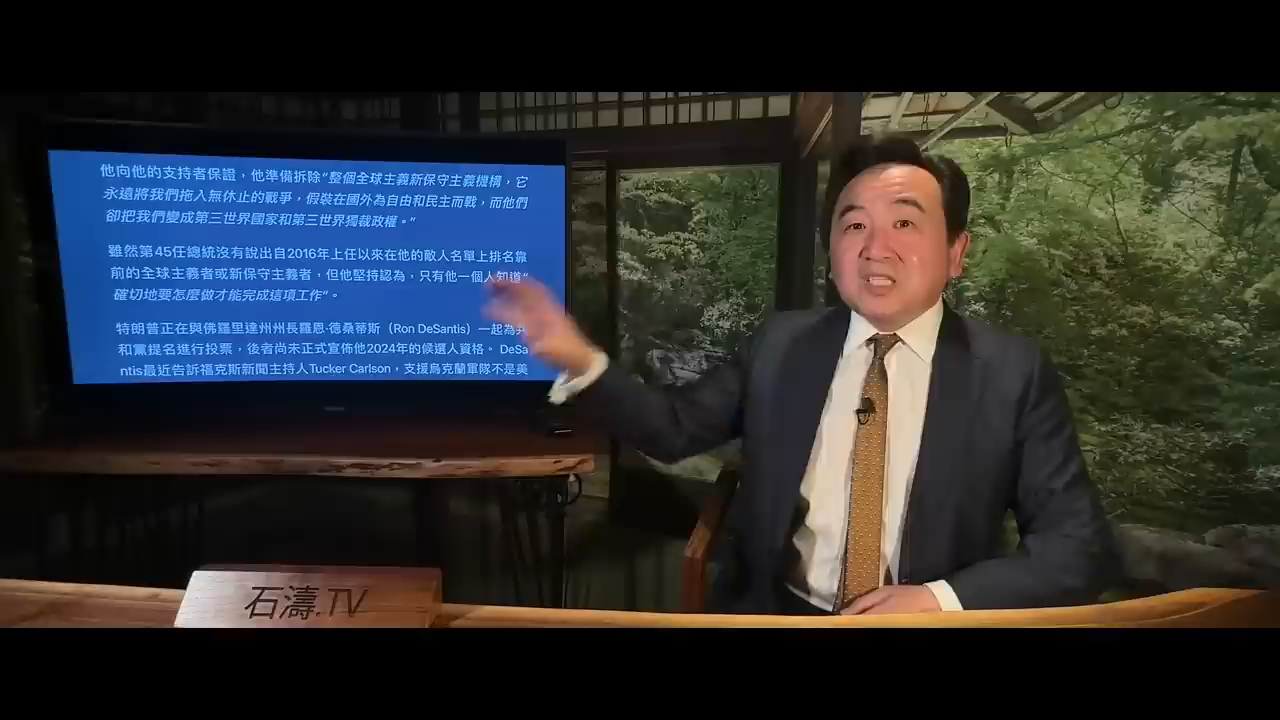 他向他的支持者保證，他準備拆除“整個全球主義新保守主義機構，它
永遠將我們拖入無休止的戰爭，假裝在國外為自由和民主而戰，而他們
卻把我們變成第三世界國家和第三世界獨裁政權。”
雖然第45任總統沒有說出自2016年上任以來在他的敵人名單上排名靠
前的全球主義者或新保守主義者，但他堅持認為，只有他一個人知道“
確切地要怎麼做才能完成這項工作”。
特朗普正在與佛羅里達州州長羅恩·德桑蒂斯（Ron DeSantis）一起為共
和黨提名進行投票，後者尚未正式宣佈他2024年的候選人資格。 DeSa
ntis最近告訴福克斯新聞主持人Tucker Carlson，支援烏克蘭軍隊不是美
石濤.TV